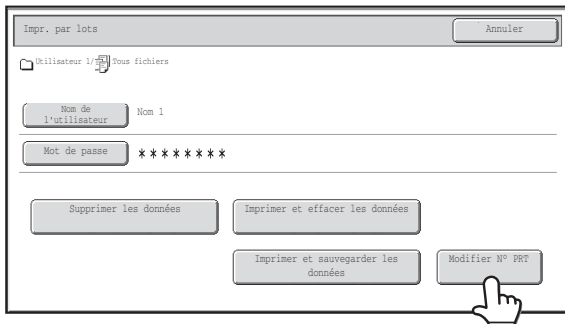 Impr. par lots
Annuler
Utilisateur 1/ Tous fichiers
Nom de
l'utilisateur
Nom 1
Mot de passe
********
Supprimer les données
Imprimer et effacer les données
Imprimer et sauvegarder les
données
Modifier Nº PRT